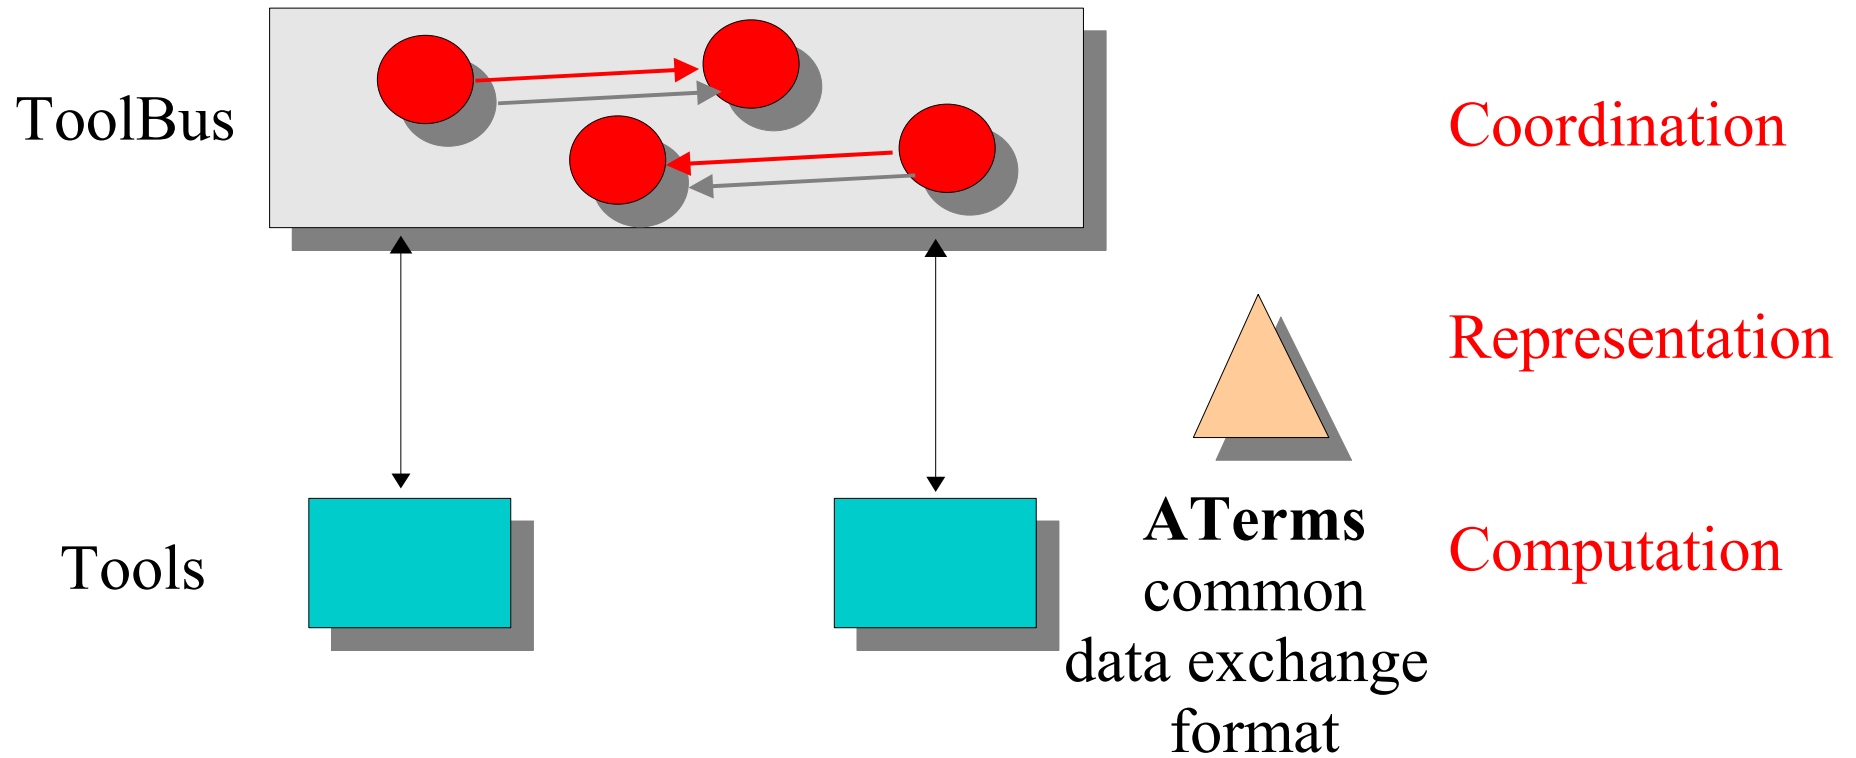 ToolBus
Coordination
Representation
Tools
ATerms
common
data exchange
format
Computation